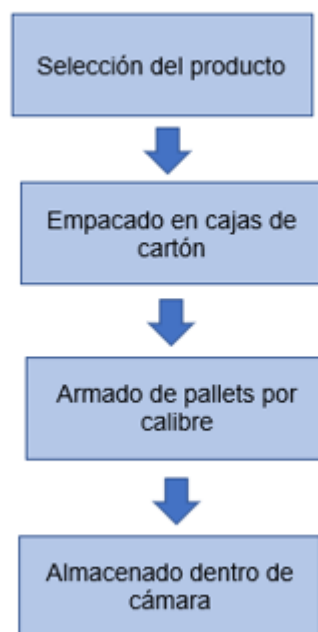 Selección del producto
Empacado en cajas de
cartón
Armado de pallets por
calibre
Almacenado dentro de
cámara